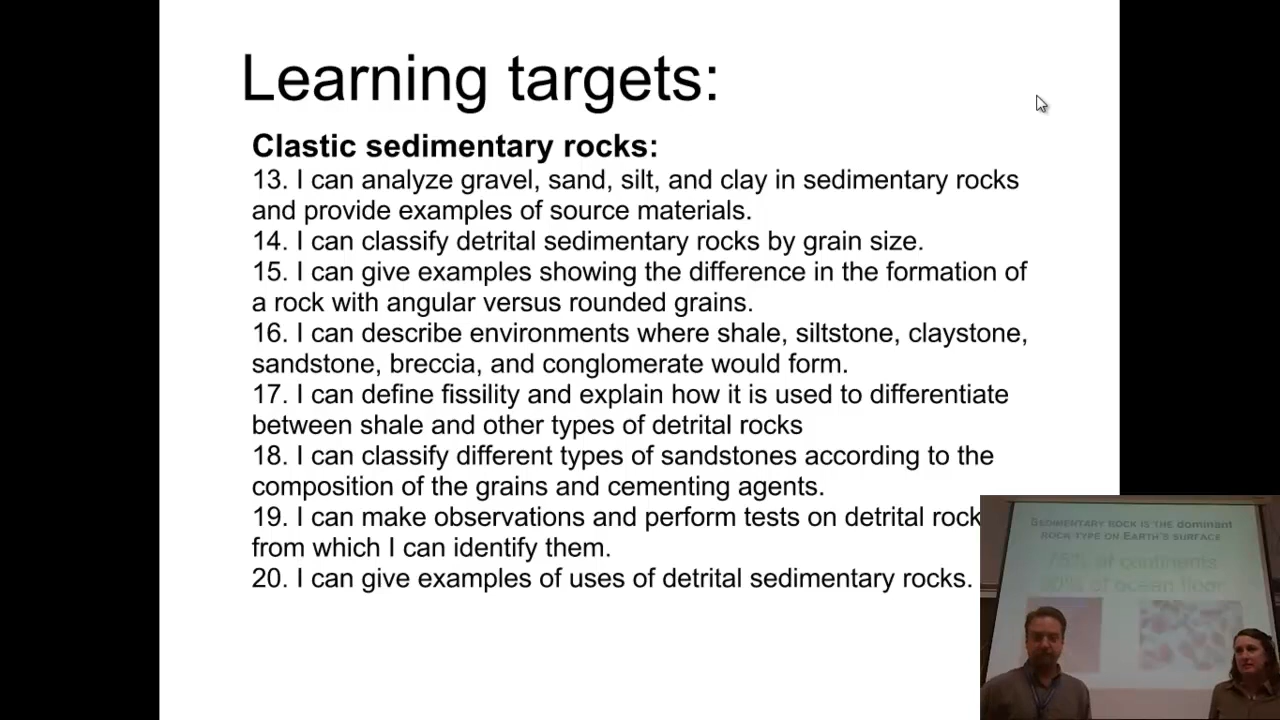 Learning targets:
Clastic sedimentary rocks:
13. I can analyze gravel, sand, silt, and clay in sedimentary rocks
and provide examples of source materials.
14. I can classify detrital sedimentary rocks by grain size.
15. I can give examples showing the difference in the formation of
a rock with angular versus rounded grains.
16. I can describe environments where shale, siltstone, claystone,
sandstone, breccia, and conglomerate would form.
17. I can define fissility and explain how it is used to differentiate
between shale and other types of detrital rocks
18. I can classify different types of sandstones according to the
composition of the grains and cementing agents.
19. I can make observations and perform tests on detrital rock
from which I can identify them.
20. I can give examples of uses of detrital sedimentary rocks.
SEDIMENTARY ROCK IS THE dominant
ROCK TYPE ON EARTH'S SURFACE
of continents
of ocean floor